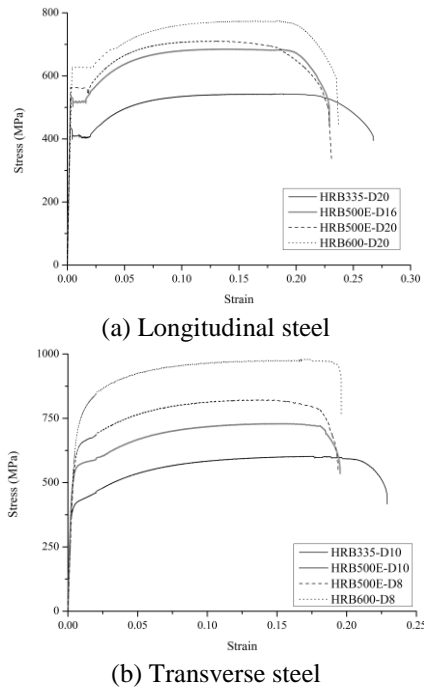 800
600
400
200
0
Stress (MPa)
HRB335-D20
HRB500E-D16
HRB500E-D20
HRB600-D20
0.00 0.05 0.10 0.15 0.20 0.25 0.30
Strain
(a) Longitudinal steel
1000
750
500
250
0
Stress (MPa)
HRB335-D10
HRB500E-D10
HRB500E-D8
HRB600-D8
0.00 0.05 0.10 0.15 0.20 0.25
Strain
(b) Transverse steel